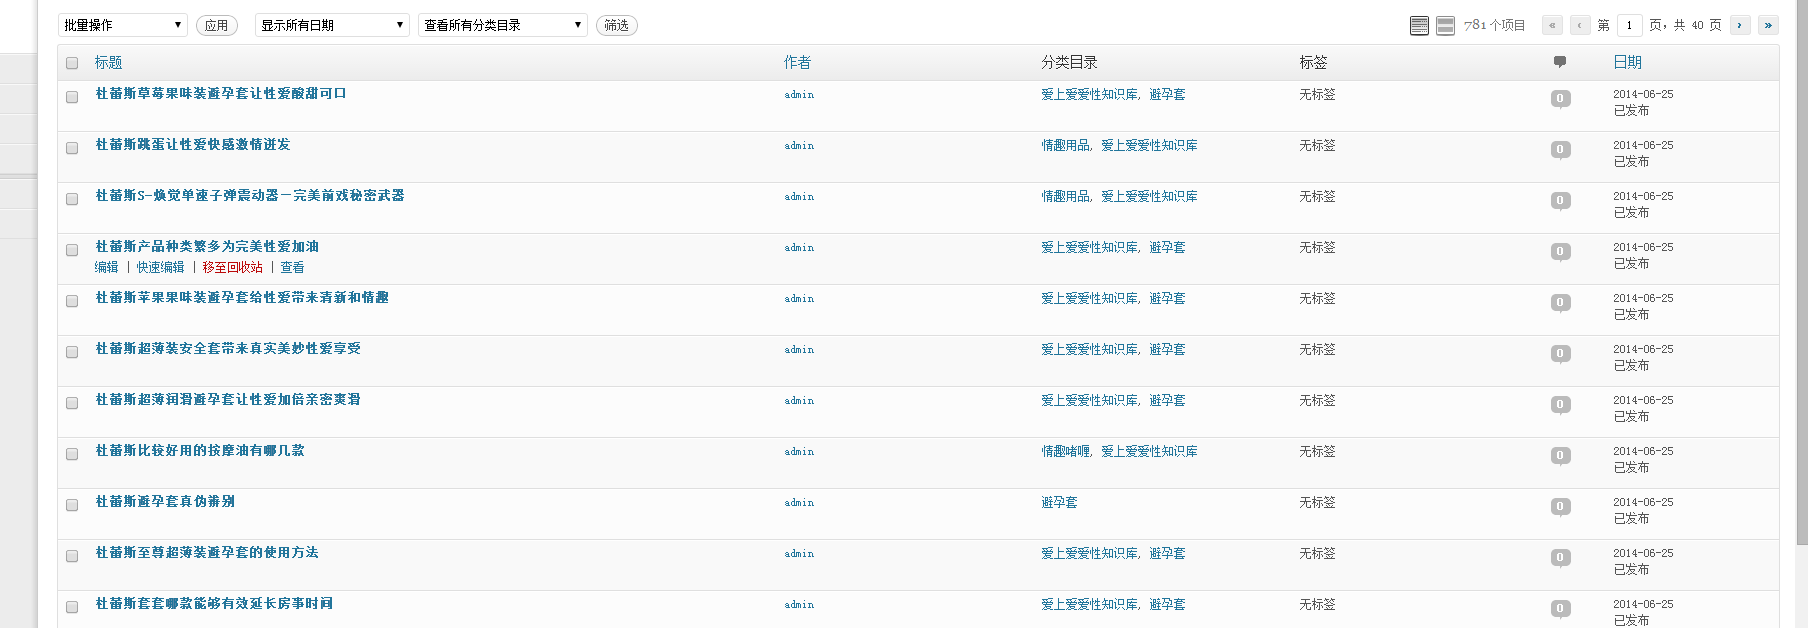 批量操作 应用 显示所有日期 查看所有分类目录 筛选 781 个项目 « ‹ 第 1 页，共 40 页 › »
标题 作者 分类目录 标签 日期
杜蕾斯草莓果味装避孕套让性爱酸甜可口 admin 爱上爱爱性知识库, 避孕套 无标签 0 2014-06-25
已发布
杜蕾斯跳蛋让性爱快感激情迸发 admin 情趣用品, 爱上爱爱性知识库 无标签 0 2014-06-25
已发布
杜蕾斯S-焕觉单速子弹震动器－完美前戏秘密武器 admin 情趣用品, 爱上爱爱性知识库 无标签 0 2014-06-25
已发布
杜蕾斯产品种类繁多为完美性爱加油 admin 爱上爱爱性知识库, 避孕套 无标签 0 2014-06-25
编辑 | 快速编辑 | 移至回收站 | 查看 已发布
杜蕾斯苹果果味装避孕套给性爱带来清新和情趣 admin 爱上爱爱性知识库, 避孕套 无标签 0 2014-06-25
已发布
杜蕾斯超薄装安全套带来真实美妙性爱享受 admin 爱上爱爱性知识库, 避孕套 无标签 0 2014-06-25
已发布
杜蕾斯超薄润滑避孕套让性爱加倍亲密爽滑 admin 爱上爱爱性知识库, 避孕套 无标签 0 2014-06-25
已发布
杜蕾斯比较好用的按摩油有哪几款 admin 情趣啫喱, 爱上爱爱性知识库 无标签 0 2014-06-25
已发布
杜蕾斯避孕套真伪辨别 admin 避孕套 无标签 0 2014-06-25
已发布
杜蕾斯至尊超薄装避孕套的使用方法 admin 爱上爱爱性知识库, 避孕套 无标签 0 2014-06-25
已发布
杜蕾斯套套哪款能够有效延长房事时间 admin 爱上爱爱性知识库, 避孕套 无标签 0 2014-06-25
已发布